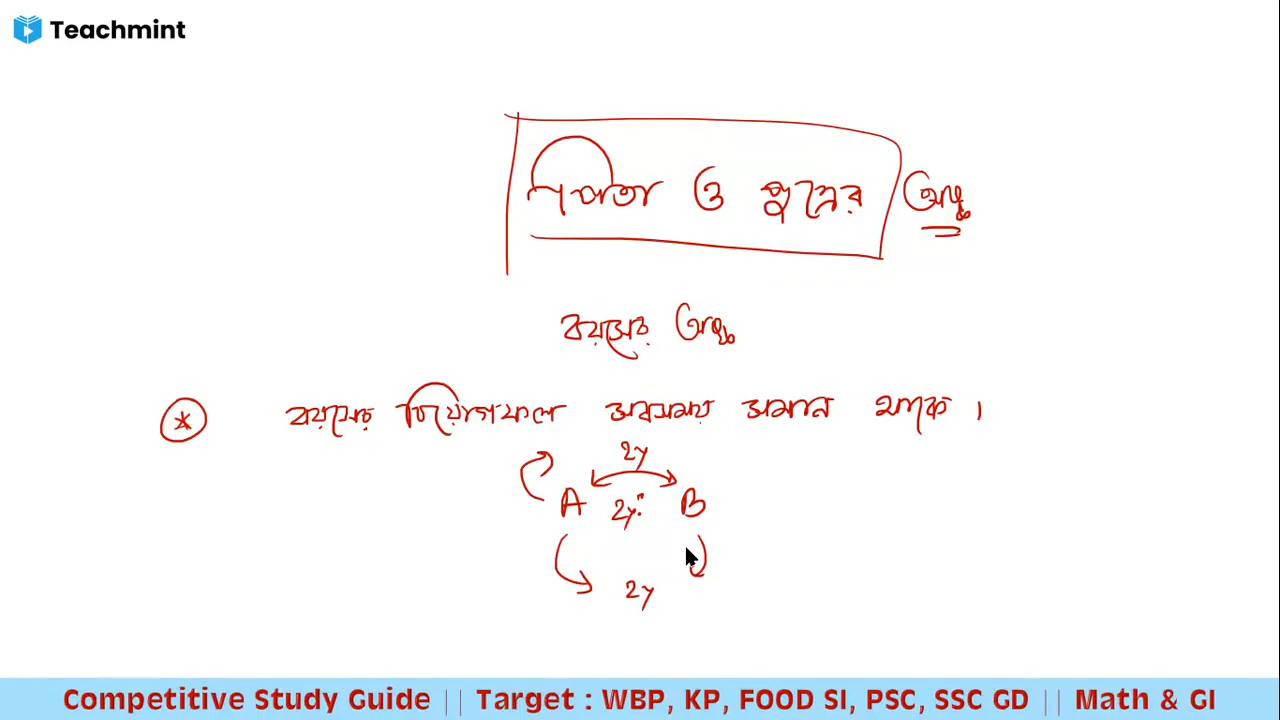 Teachmint
পিতা ও পুত্রের অঙ্ক
বয়সের অঙ্ক
* বয়সের বিয়োগফল সবসময় সমান থাকে ।
2y
A 2y" B
2y
Competitive Study Guide || Target : WBP, KP, FOOD SI, PSC, SSC GD || Math & GI